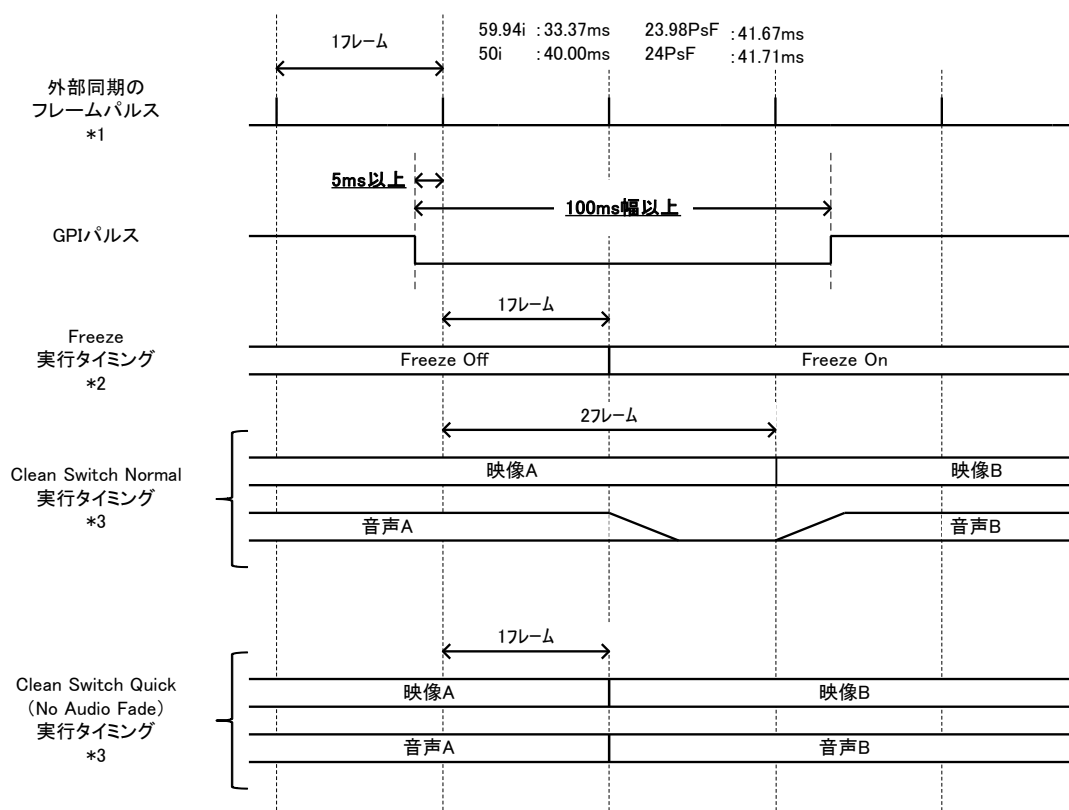 1フレーム
59.94i :33.37ms 23.98PsF :41.67ms
50i :40.00ms 24PsF :41.71ms
外部同期の
フレームパルス
*1
5ms以上
100ms幅以上
GPIパルス
1フレーム
Freeze
実行タイミング
*2
Freeze Off
Freeze On
2フレーム
Clean Switch Normal
実行タイミング
*3
映像A
映像B
音声A
音声B
1フレーム
Clean Switch Quick
(No Audio Fade)
実行タイミング
*3
映像A
映像B
音声A
音声B